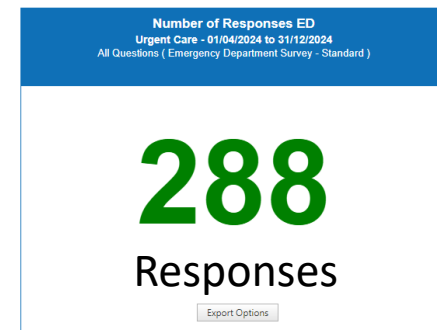 Number of Responses ED
Urgent Care - 01/04/2024 to 31/12/2024
All Questions ( Emergency Department Survey - Standard )
288
Responses
Export Options